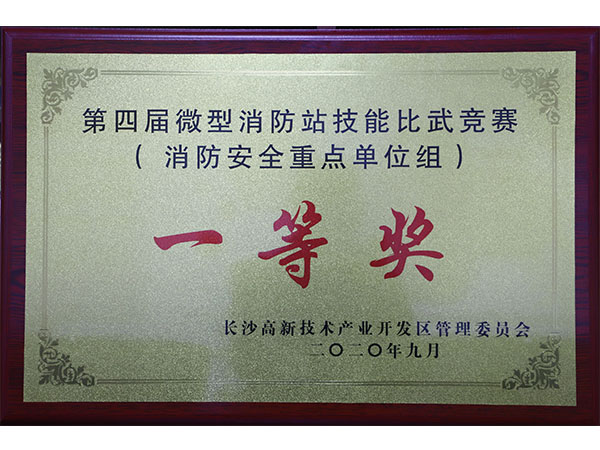 第四届微型消防站技能比武竞赛
（消防安全重点单位组）
一等奖
长沙高新技术产业开发区管理委员会
二〇二〇年九月